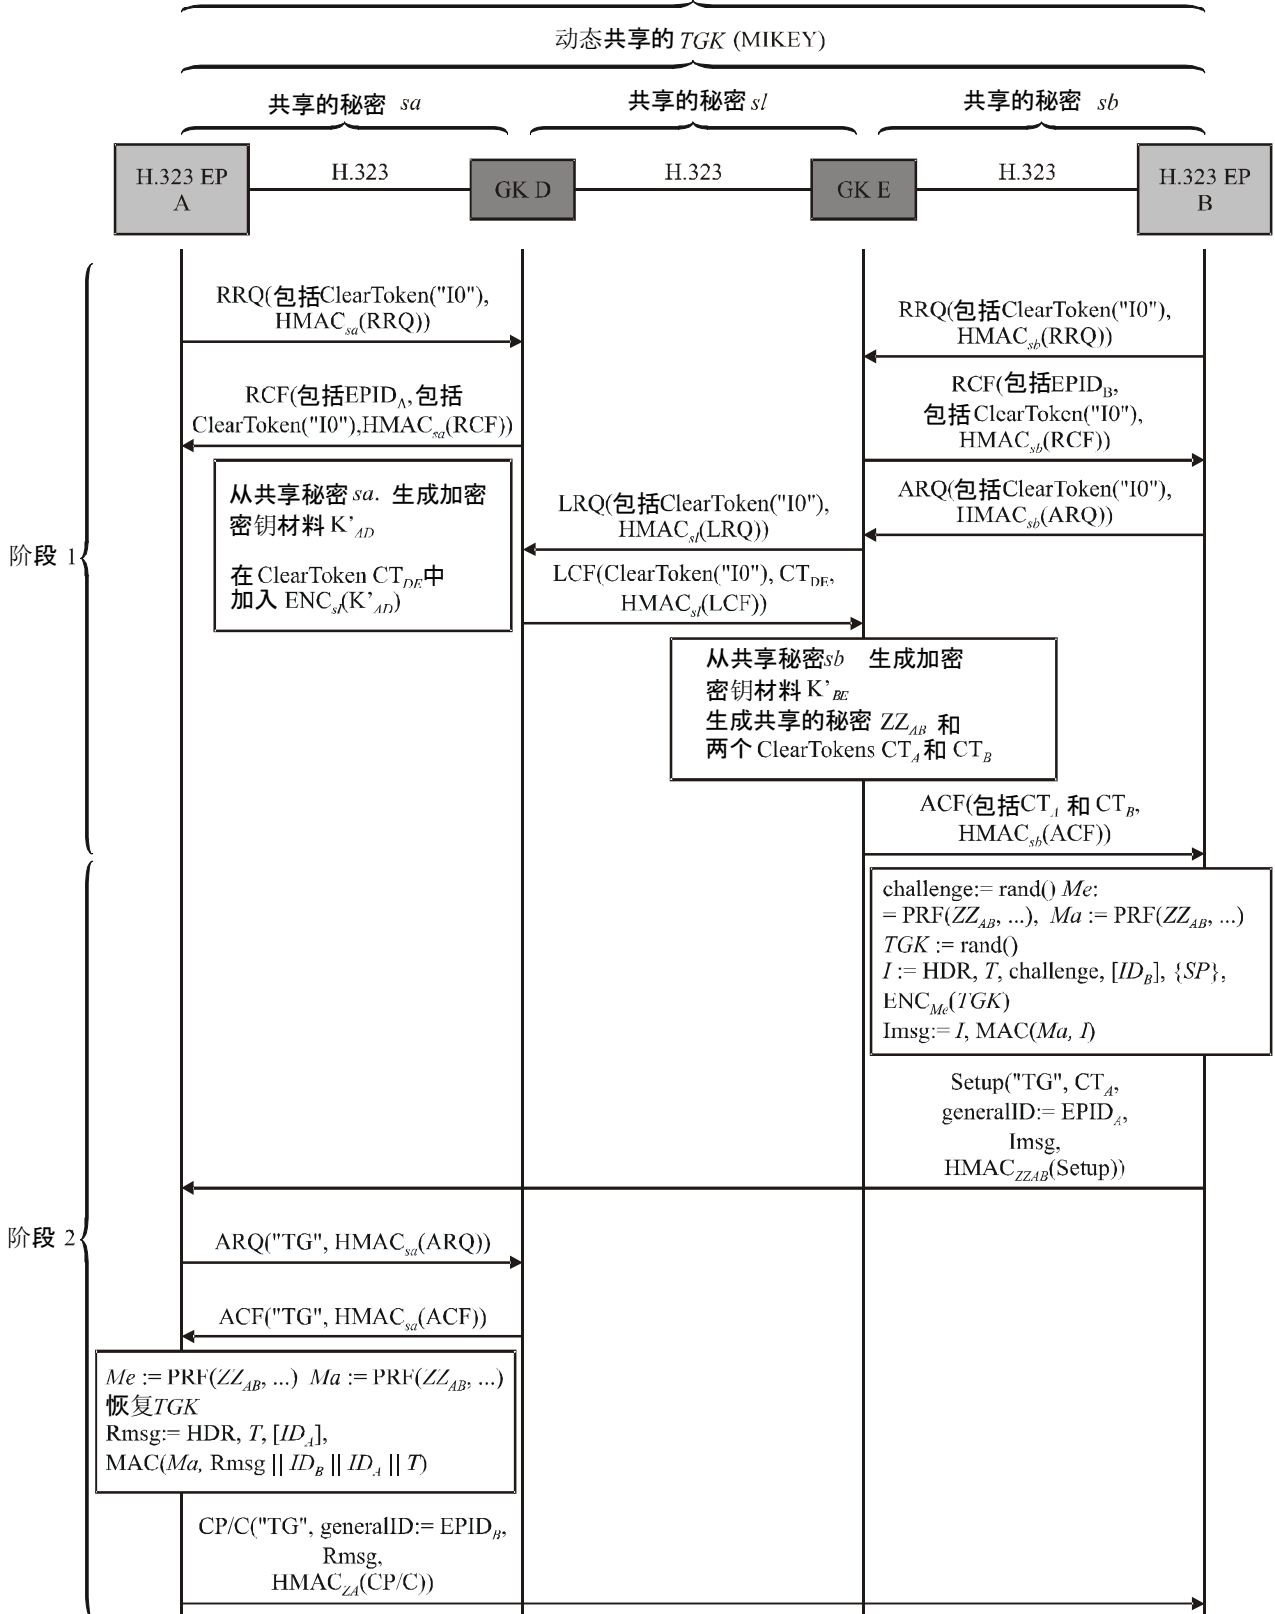 动态共享的 TGK (MIKEY)
共享的秘密 sa
共享的秘密 sl
共享的秘密 sb
H.323 EP
A
H.323
GK D
H.323
GK E
H.323
H.323 EP
B
阶段 1
RRQ(包括ClearToken("I0"),
HMACsa(RRQ))
RRQ(包括ClearToken("I0"),
HMACsb(RRQ))
RCF(包括EPIDA,包括
ClearToken("I0"),HMACsa(RCF))
RCF(包括EPIDB,
包括ClearToken("I0"),
HMACsb(RCF))
从共享秘密 sa. 生成加密
密钥材料 K’AD
在 ClearToken CTDE中
加入 ENCsl(K’AD)
ARQ(包括ClearToken("I0"),
HMACsb(ARQ))
LRQ(包括ClearToken("I0"),
HMACsl(LRQ))
LCF(ClearToken("I0"), CTDE,
HMACsl(LCF))
从共享秘密sb 生成加密
密钥材料 K’BE
生成共享的秘密 ZZAB 和
两个 ClearTokens CTA和 CTB
ACF(包括CTA 和 CTB,
HMACsb(ACF))
阶段 2
challenge:= rand() Me:
= PRF(ZZAB, ...), Ma := PRF(ZZAB, ...)
TGK := rand()
I := HDR, T, challenge, [IDB], {SP},
ENCMe(TGK)
Imsg:= I, MAC(Ma, I)
Setup("TG", CTA,
generalID:= EPIDA,
Imsg,
HMACZZAB(Setup))
ARQ("TG", HMACsa(ARQ))
ACF("TG", HMACsa(ACF))
Me := PRF(ZZAB, ...) Ma := PRF(ZZAB, ...)
恢复TGK
Rmsg:= HDR, T, [IDA],
MAC(Ma, Rmsg || IDB || IDA || T)
CP/C("TG", generalID:= EPIDB,
Rmsg,
HMACZA(CP/C))